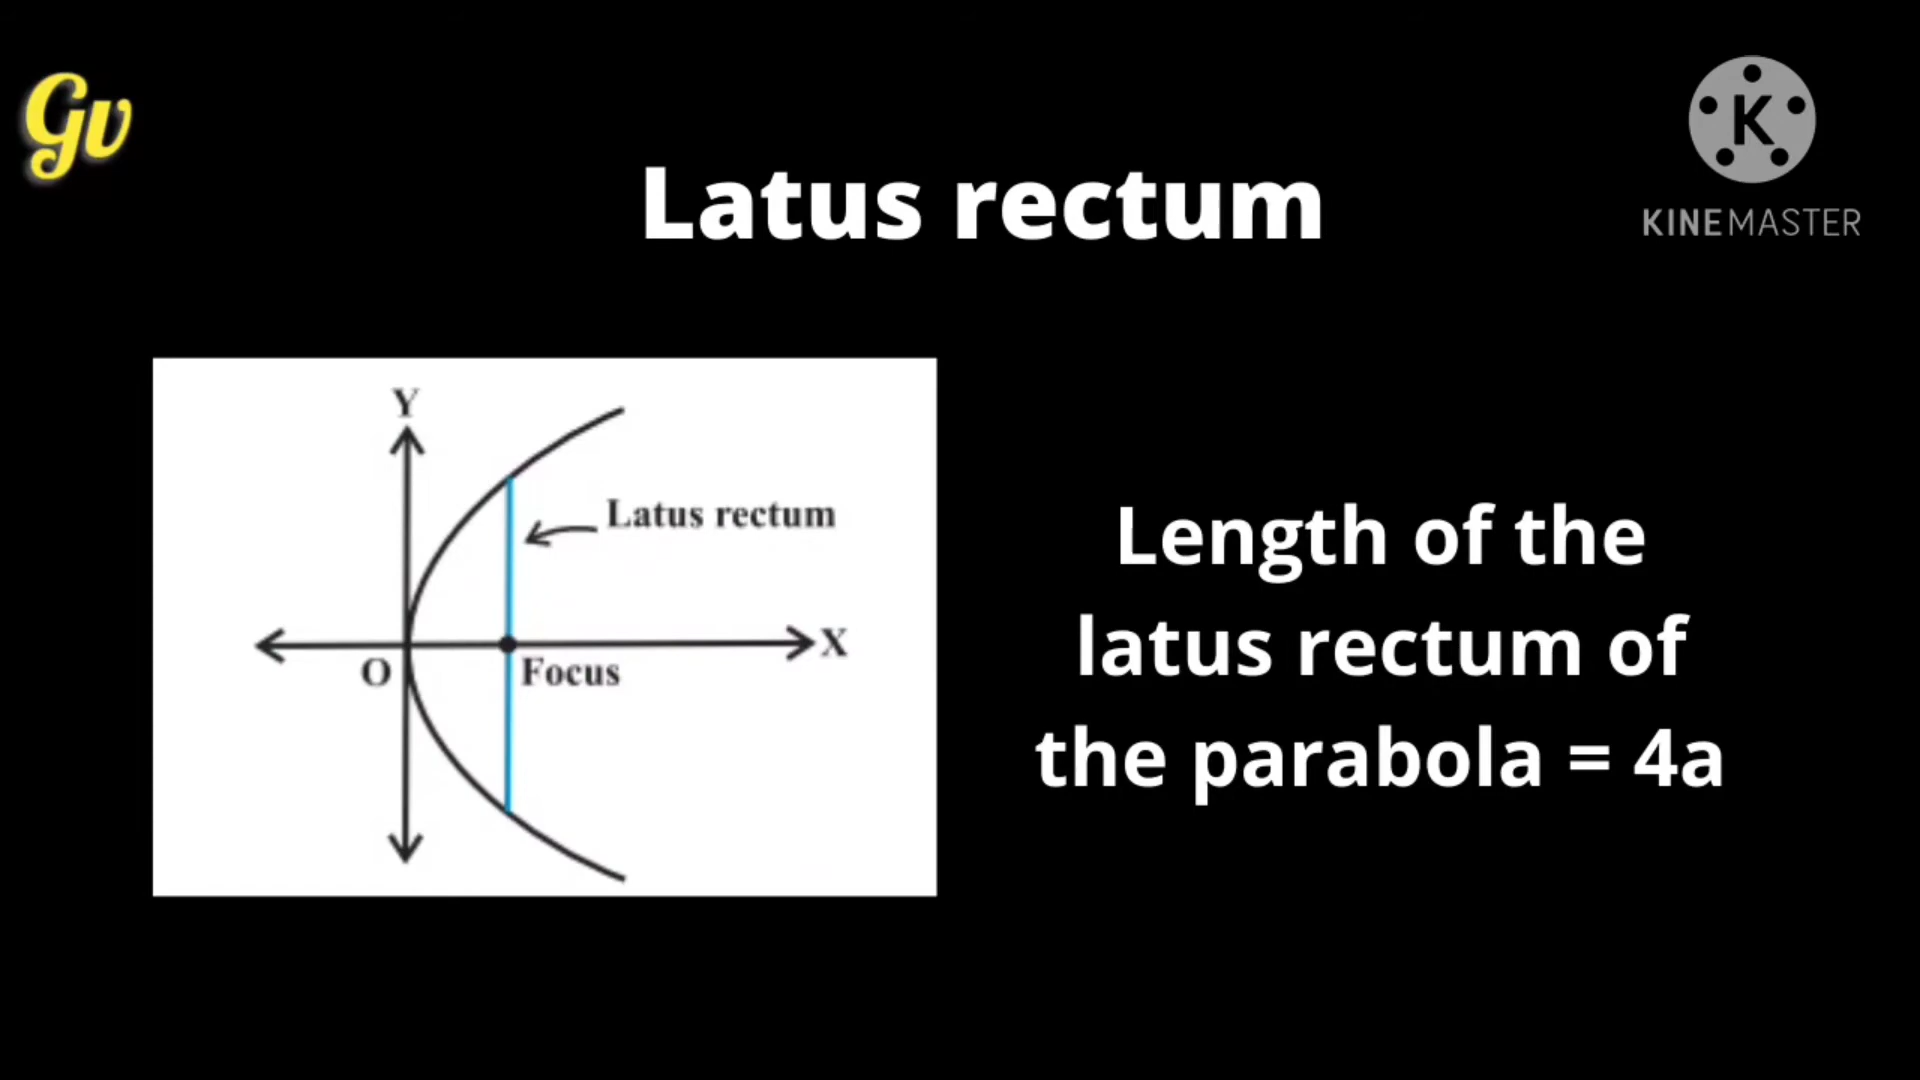 Gv
K
KINEMASTER
Latus rectum
Y
Latus rectum
X
O
Focus
Length of the
latus rectum of
the parabola = 4a